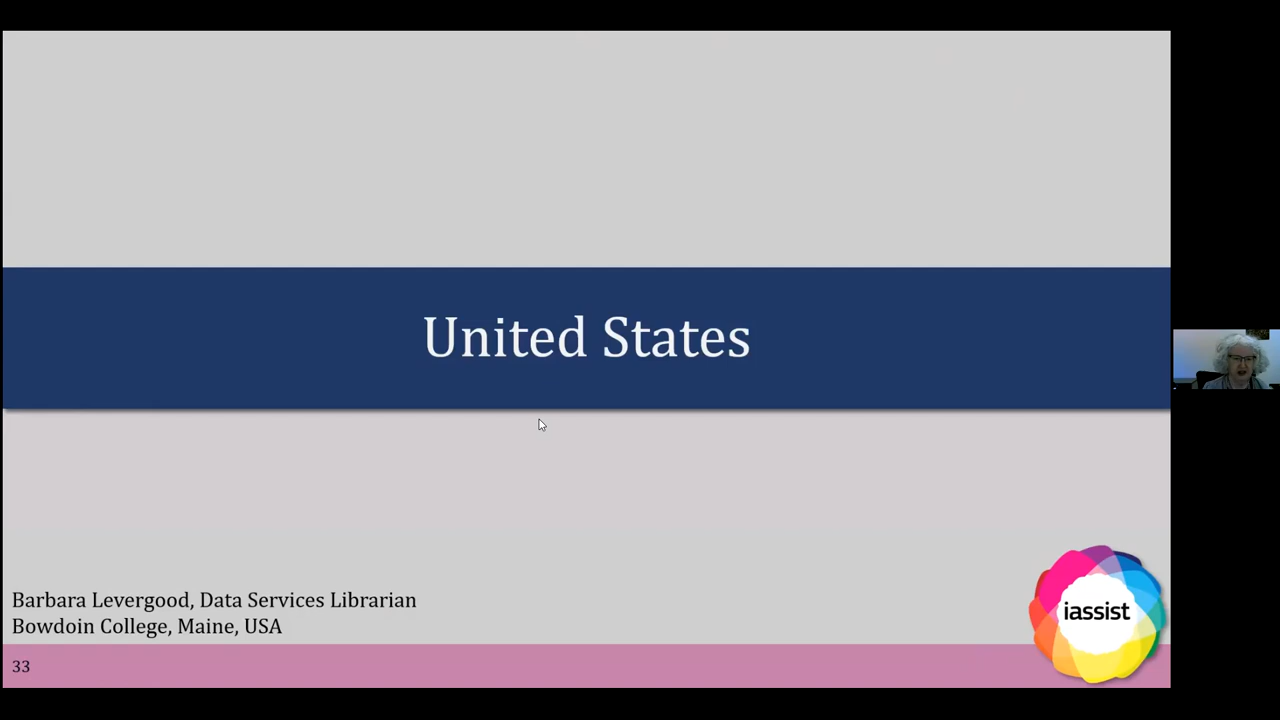 United States
Barbara Levergood, Data Services Librarian
Bowdoin College, Maine, USA
iassist
33